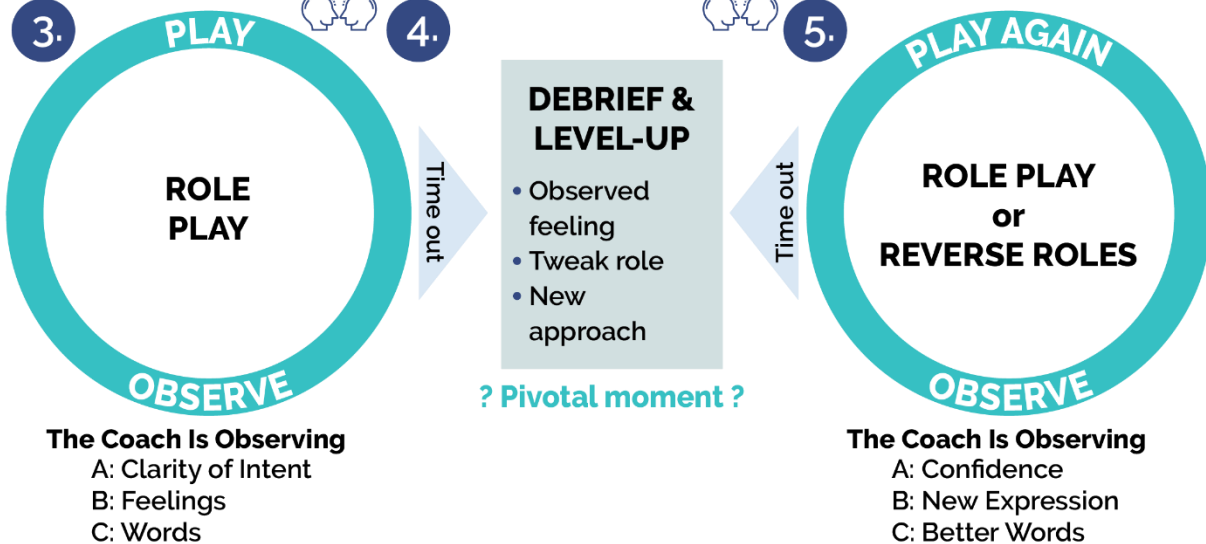 3.
PLAY
ROLE
PLAY
OBSERVE
The Coach Is Observing
A: Clarity of Intent
B: Feelings
C: Words
4.
Time out
DEBRIEF &
LEVEL-UP
• Observed
feeling
• Tweak role
• New
approach
? Pivotal moment ?
Time out
5.
PLAY AGAIN
ROLE PLAY
or
REVERSE ROLES
OBSERVE
The Coach Is Observing
A: Confidence
B: New Expression
C: Better Words